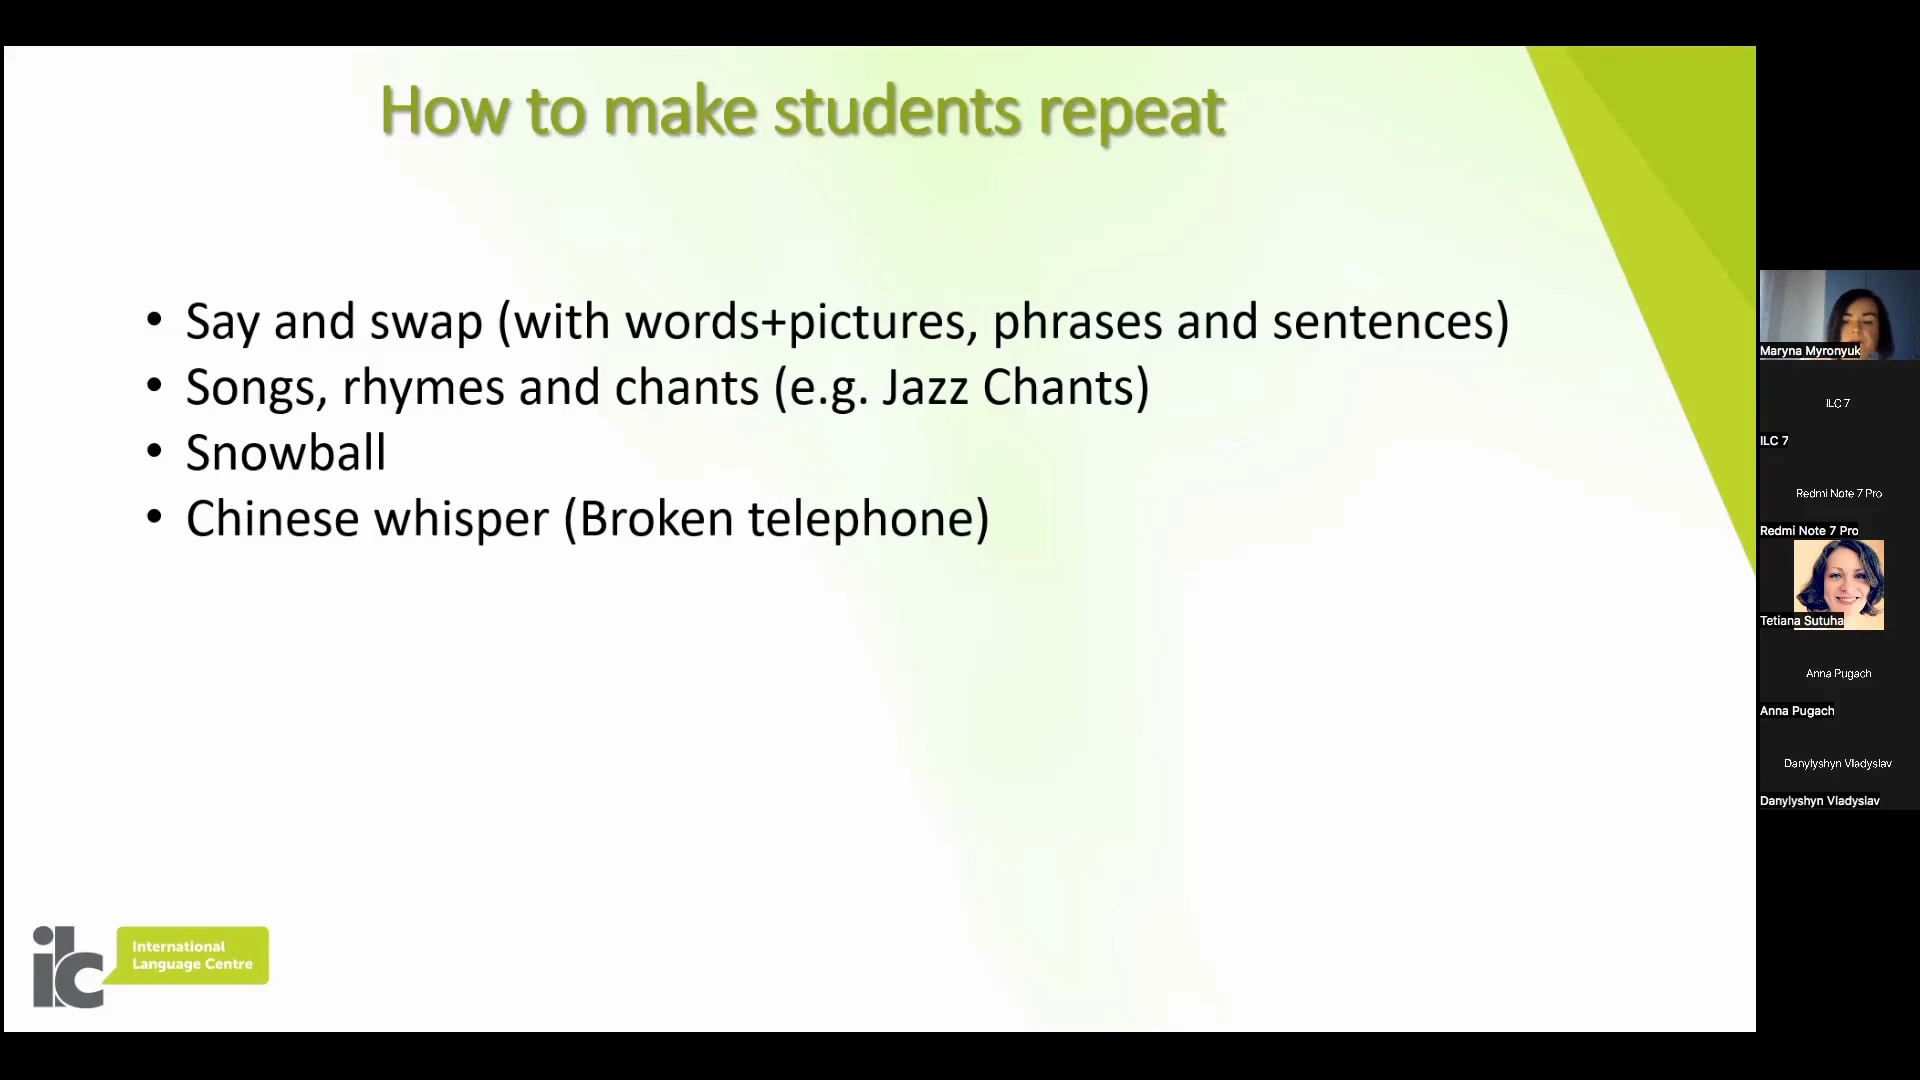 How to make students repeat
• Say and swap (with words+pictures, phrases and sentences)
• Songs, rhymes and chants (e.g. Jazz Chants)
• Snowball
• Chinese whisper (Broken telephone)
ilc
International
Language Centre
Maryna Myronyuk
ILC 7
ILC 7
Redmi Note 7 Pro
Redmi Note 7 Pro
Tetiana Sutuha
Anna Pugach
Anna Pugach
Danylyshyn Vladyslav
Danylyshyn Vladyslav